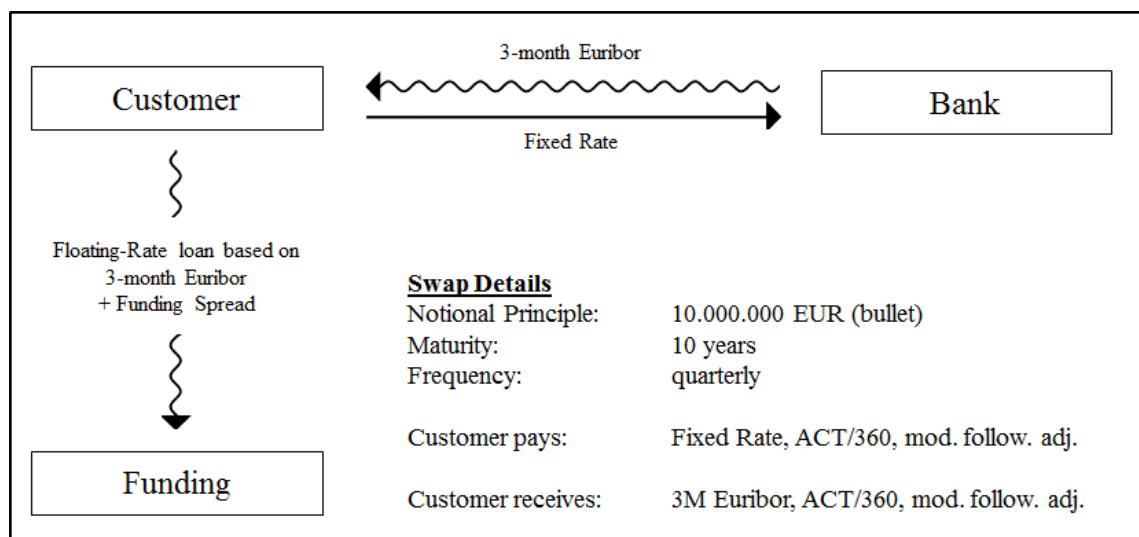 3-month Euribor
Customer
Bank
Fixed Rate
Floating-Rate loan based on
3-month Euribor
+ Funding Spread
Swap Details
Notional Principle: 10.000.000 EUR (bullet)
Maturity: 10 years
Frequency: quarterly
Customer pays: Fixed Rate, ACT/360, mod. follow. adj.
Funding
Customer receives: 3M Euribor, ACT/360, mod. follow. adj.